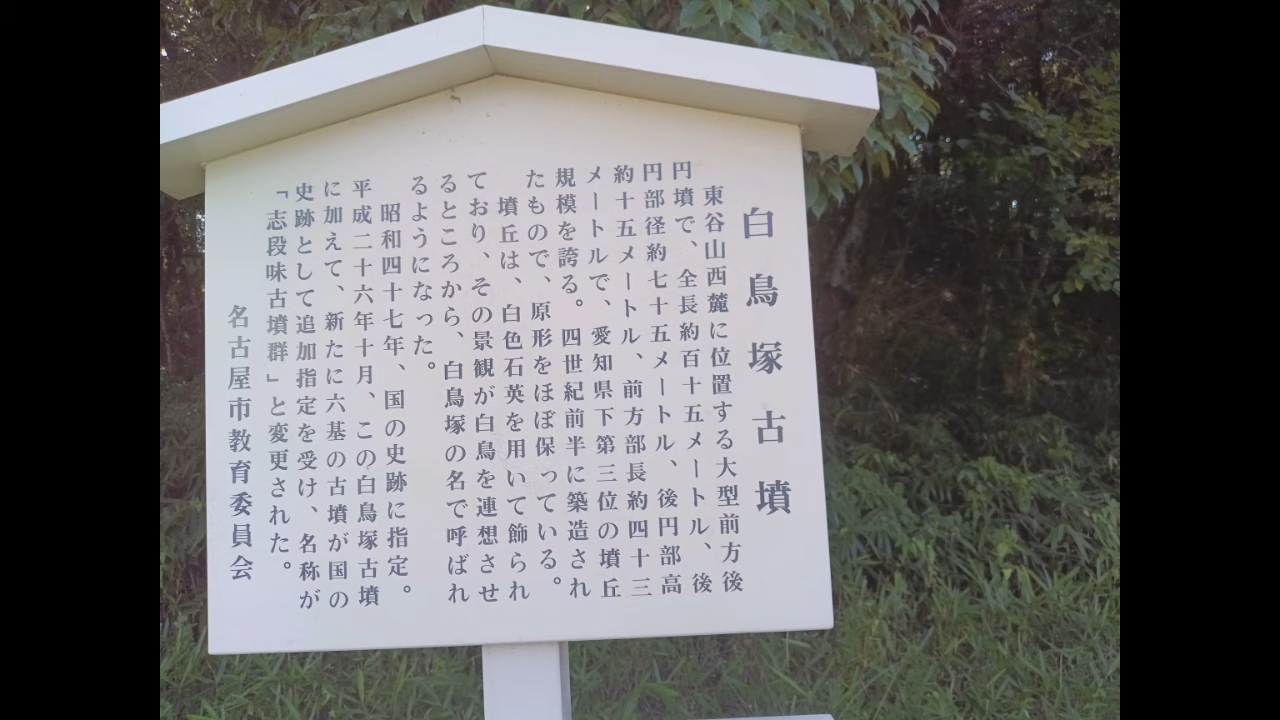 白鳥塚古墳
東谷山西麓に位置する大型前方後
円墳で、全長約百十五メートル、後
円部径約七十五メートル、後円部高
約十五メートル、前方部長約四十三
メートルで、愛知県下第三位の墳丘
規模を誇る。四世紀前半に築造され
たもので、原形をほぼ保っている。
墳丘は、白色石英を用いて飾られ
ており、その景観が白鳥を連想させ
るところから、白鳥塚の名で呼ばれ
るようになった。
昭和四十七年、国の史跡に指定。
平成二十六年十月、この白鳥塚古墳
に加えて、新たに六基の古墳が国の
史跡として追加指定を受け、名称が
「志段味古墳群」と変更された。
名古屋市教育委員会